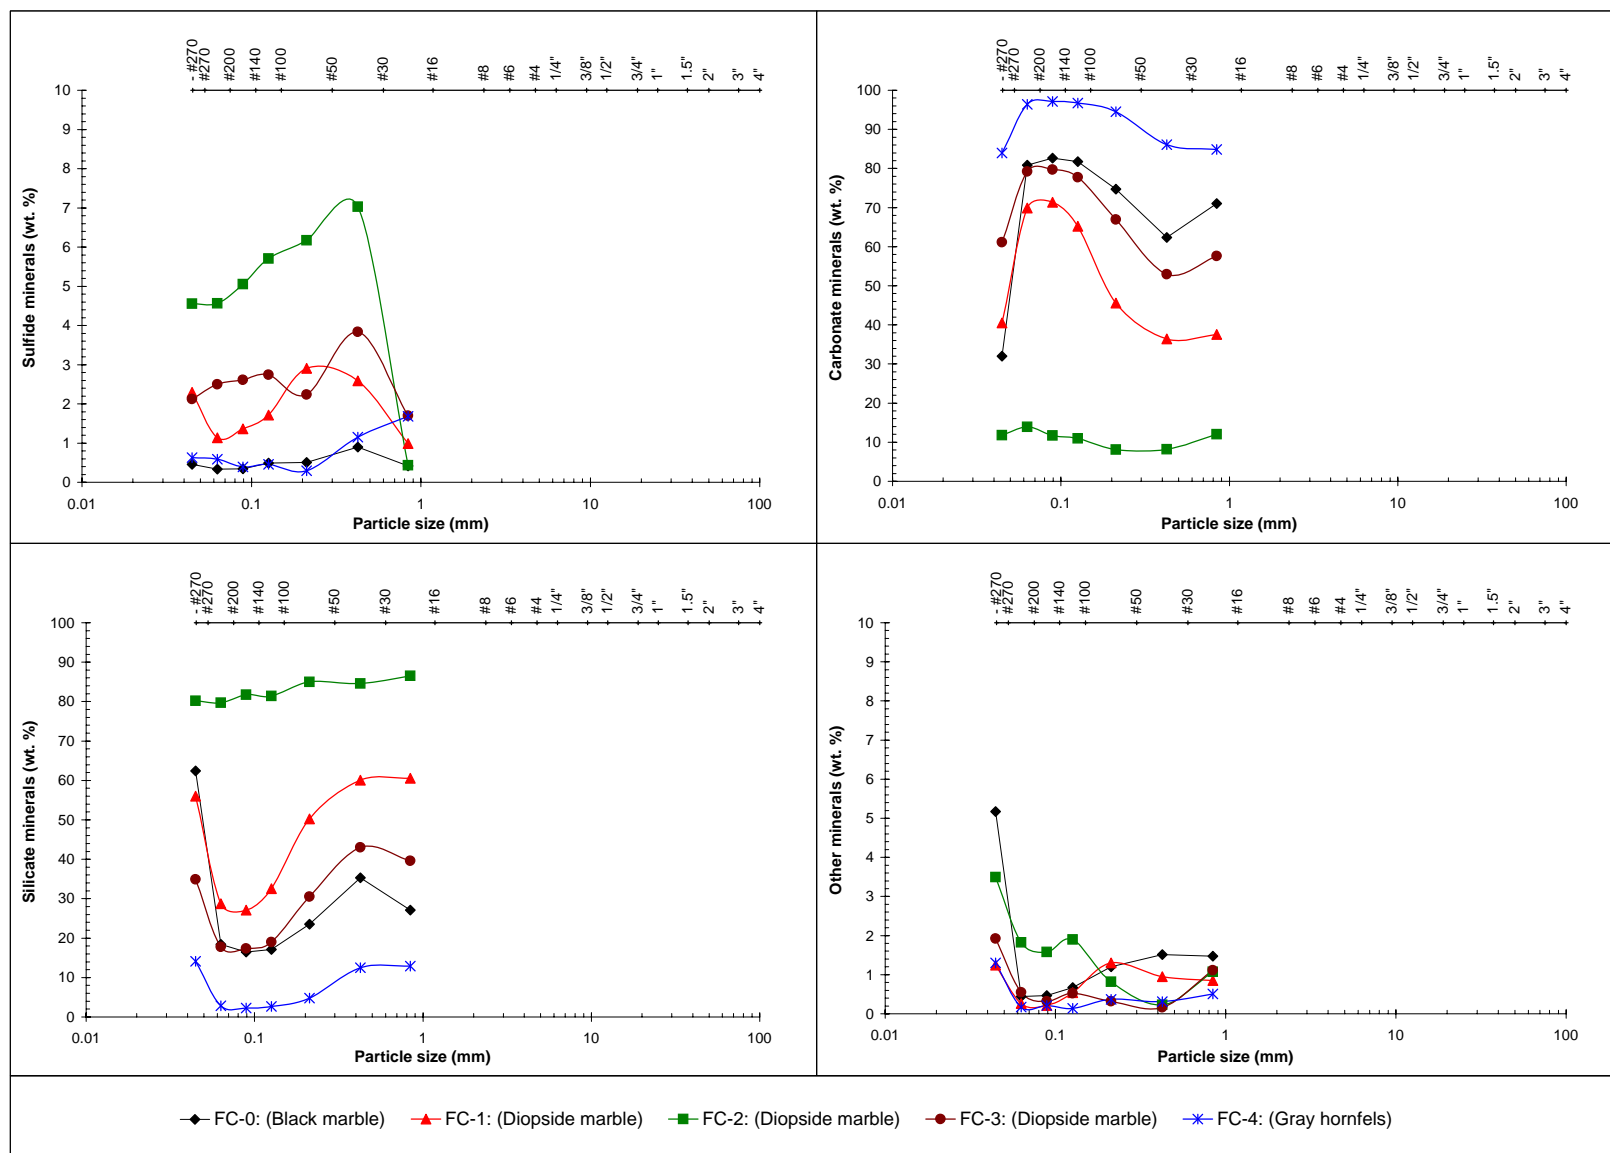 - #270 #270 #200 #140 #100 #50 #30 #16 #8 #6 #4 1/4" 3/8" 1/2" 3/4" 1" 1.5" 2" 3" 4"
10
9
8
7
6
5
4
3
2
1
0
Sulfide minerals (wt. %)
0.01 0.1 1 10 100
Particle size (mm)
- #270 #270 #200 #140 #100 #50 #30 #16 #8 #6 #4 1/4" 3/8" 1/2" 3/4" 1" 1.5" 2" 3" 4"
100
90
80
70
60
50
40
30
20
10
0
Carbonate minerals (wt. %)
0.01 0.1 1 10 100
Particle size (mm)
- #270 #270 #200 #140 #100 #50 #30 #16 #8 #6 #4 1/4" 3/8" 1/2" 3/4" 1" 1.5" 2" 3" 4"
100
90
80
70
60
50
40
30
20
10
0
Silicate minerals (wt. %)
0.01 0.1 1 10 100
Particle size (mm)
- #270 #270 #200 #140 #100 #50 #30 #16 #8 #6 #4 1/4" 3/8" 1/2" 3/4" 1" 1.5" 2" 3" 4"
10
9
8
7
6
5
4
3
2
1
0
Other minerals (wt. %)
0.01 0.1 1 10 100
Particle size (mm)
FC-0: (Black marble) FC-1: (Diopside marble) FC-2: (Diopside marble) FC-3: (Diopside marble) FC-4: (Gray hornfels)